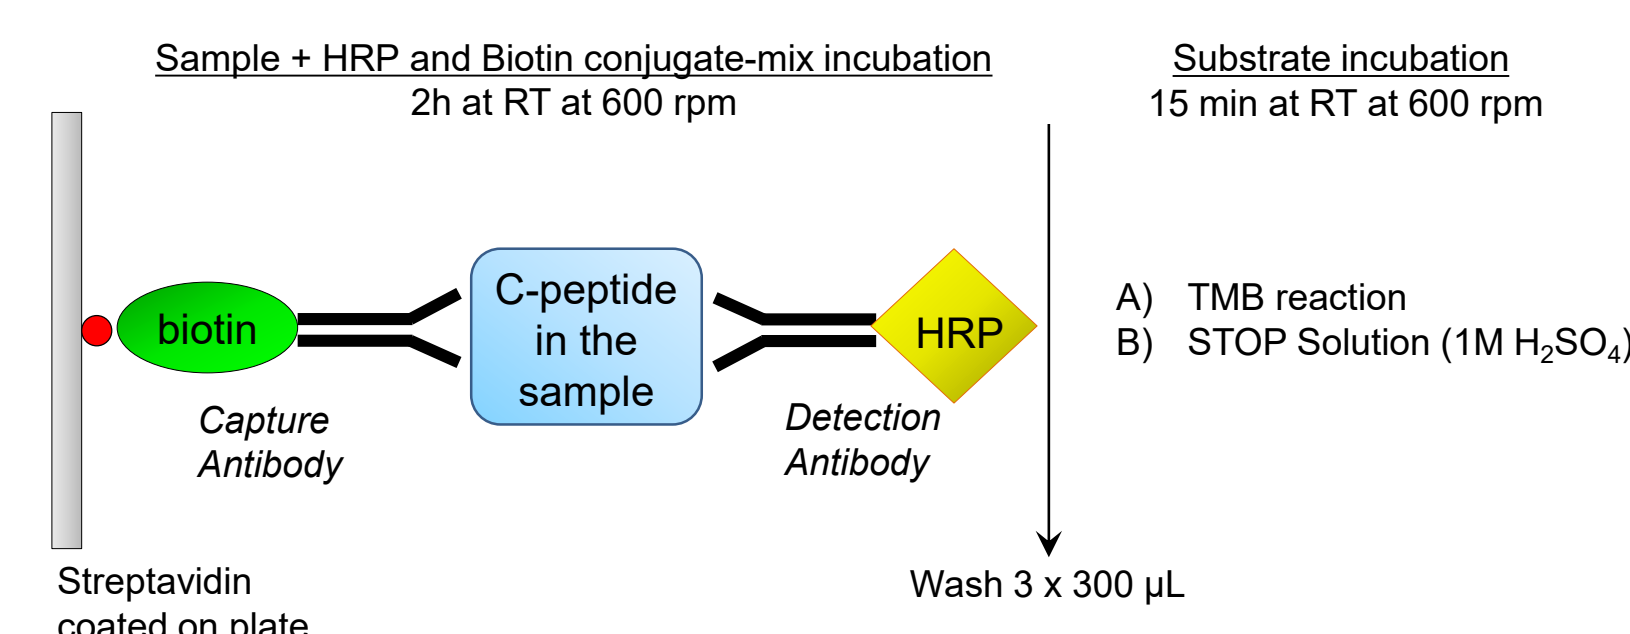 Sample + HRP and Biotin conjugate-mix incubation
2h at RT at 600 rpm
Substrate incubation
15 min at RT at 600 rpm
biotin
C-peptide
in the
sample
HRP
Capture
Antibody
Detection
Antibody
A) TMB reaction
B) STOP Solution (1M H₂SO₄)
Streptavidin
coated on plate
Wash 3 x 300 µL